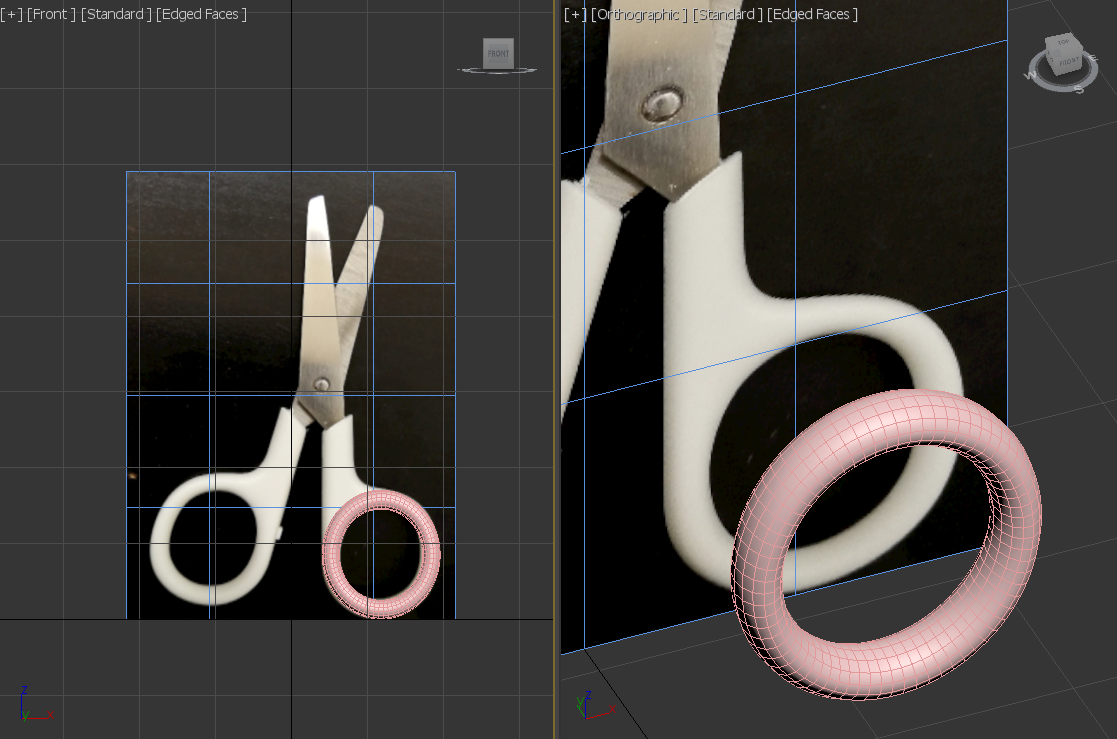 [+] [Front ] [Standard ] [Edged Faces ]
[+] [Orthographic ] [Standard ] [Edged Faces ]
FRONT
TOP
FRONT
W
E
S
z
y
x
z
y
x